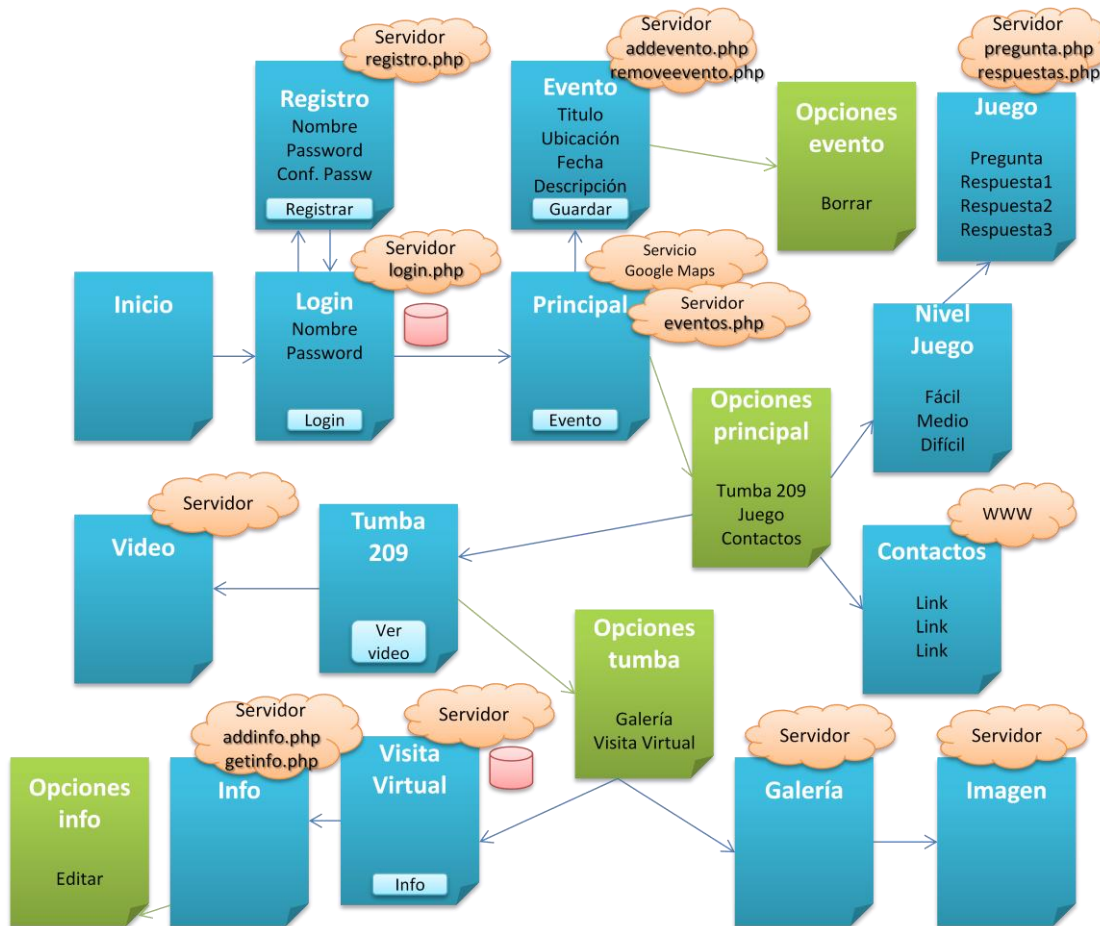 Servidor
registro.php
Registro
Nombre
Password
Conf. Passw
Registrar
Servidor
addevento.php
removeevento.php
Evento
Titulo
Ubicación
Fecha
Descripción
Guardar
Opciones
evento
Borrar
Servidor
pregunta.php
respuestas.php
Juego
Pregunta
Respuesta1
Respuesta2
Respuesta3
Inicio
Servidor
login.php
Login
Nombre
Password
Login
Servicio
Google Maps
Servidor
eventos.php
Principal
Evento
Nivel
Juego
Fácil
Medio
Difícil
Opciones
principal
Tumba 209
Juego
Contactos
Servidor
Video
Tumba
209
Ver
video
WWW
Contactos
Link
Link
Link
Opciones
tumba
Galería
Visita Virtual
Opciones
info
Editar
Servidor
addinfo.php
getinfo.php
Info
Servidor
Visita
Virtual
Info
Servidor
Galería
Servidor
Imagen